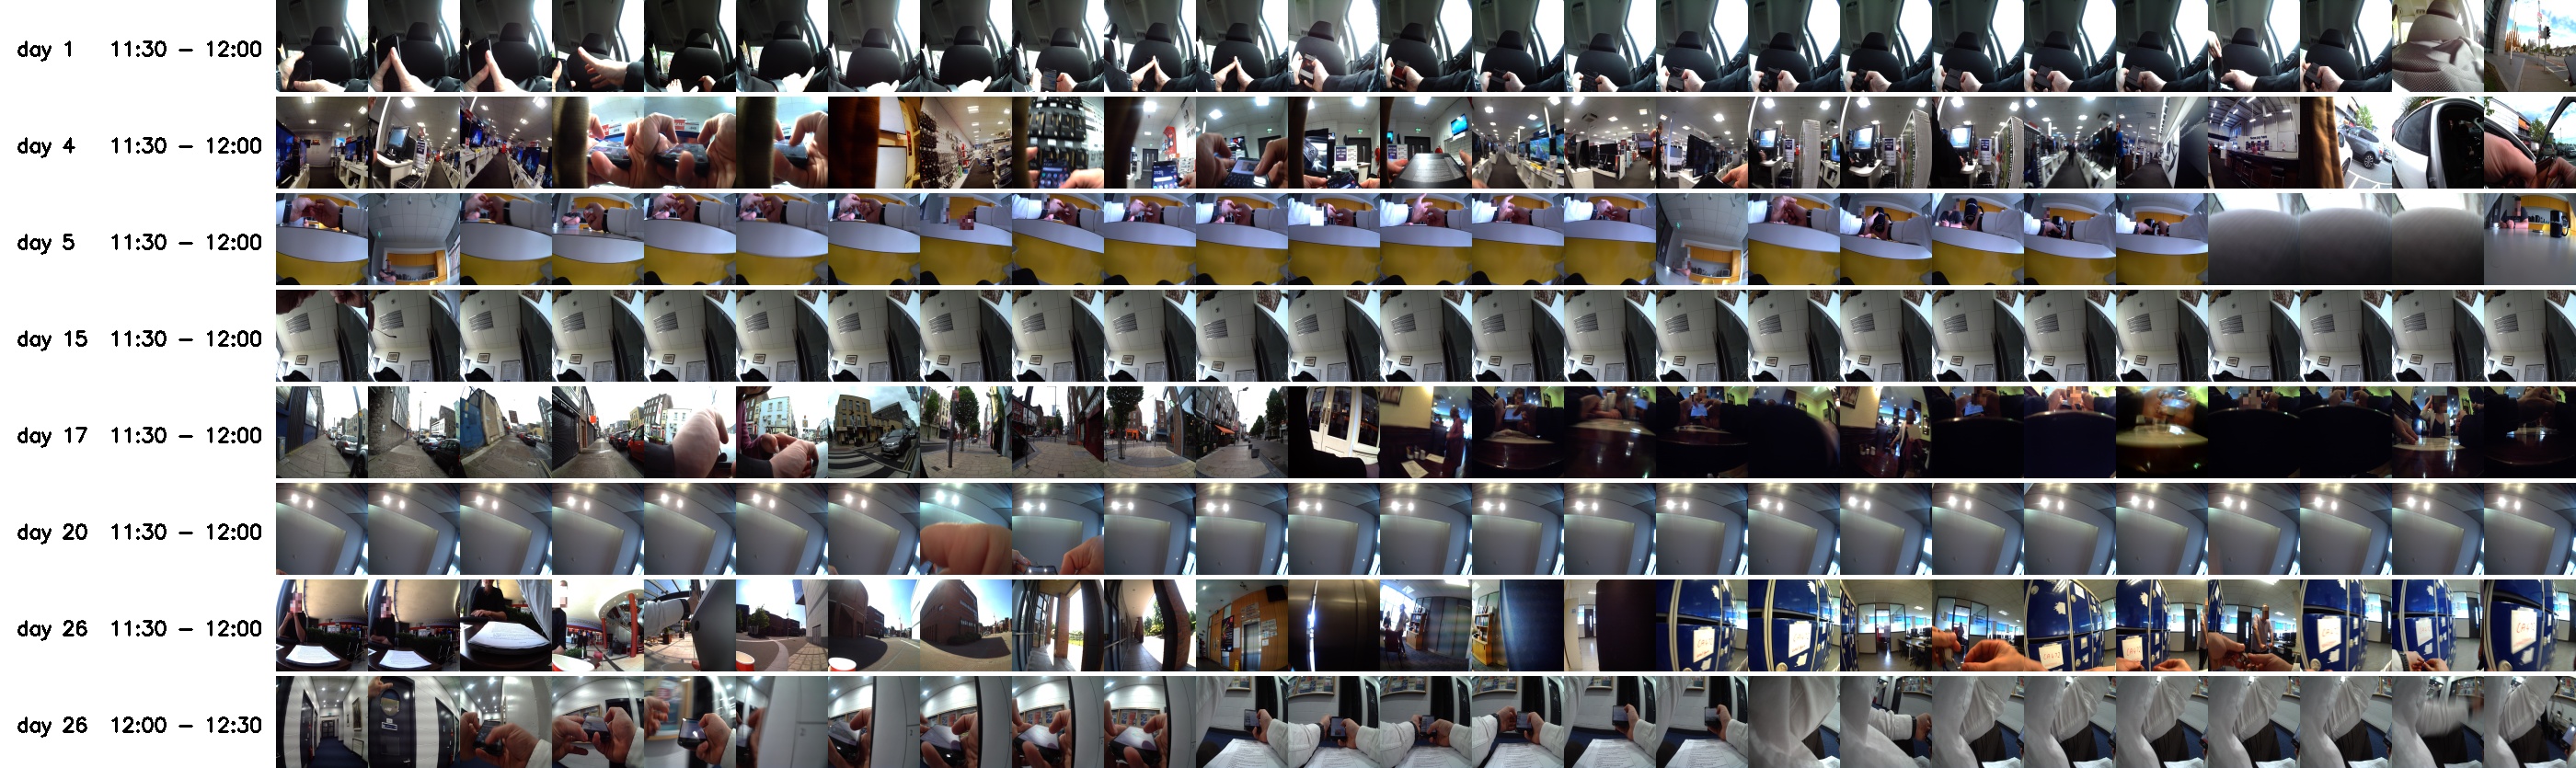 day 1 11:30 – 12:00
day 4 11:30 – 12:00
day 5 11:30 – 12:00
day 15 11:30 – 12:00
day 17 11:30 – 12:00
day 20 11:30 – 12:00
day 26 11:30 – 12:00
day 26 12:00 – 12:30